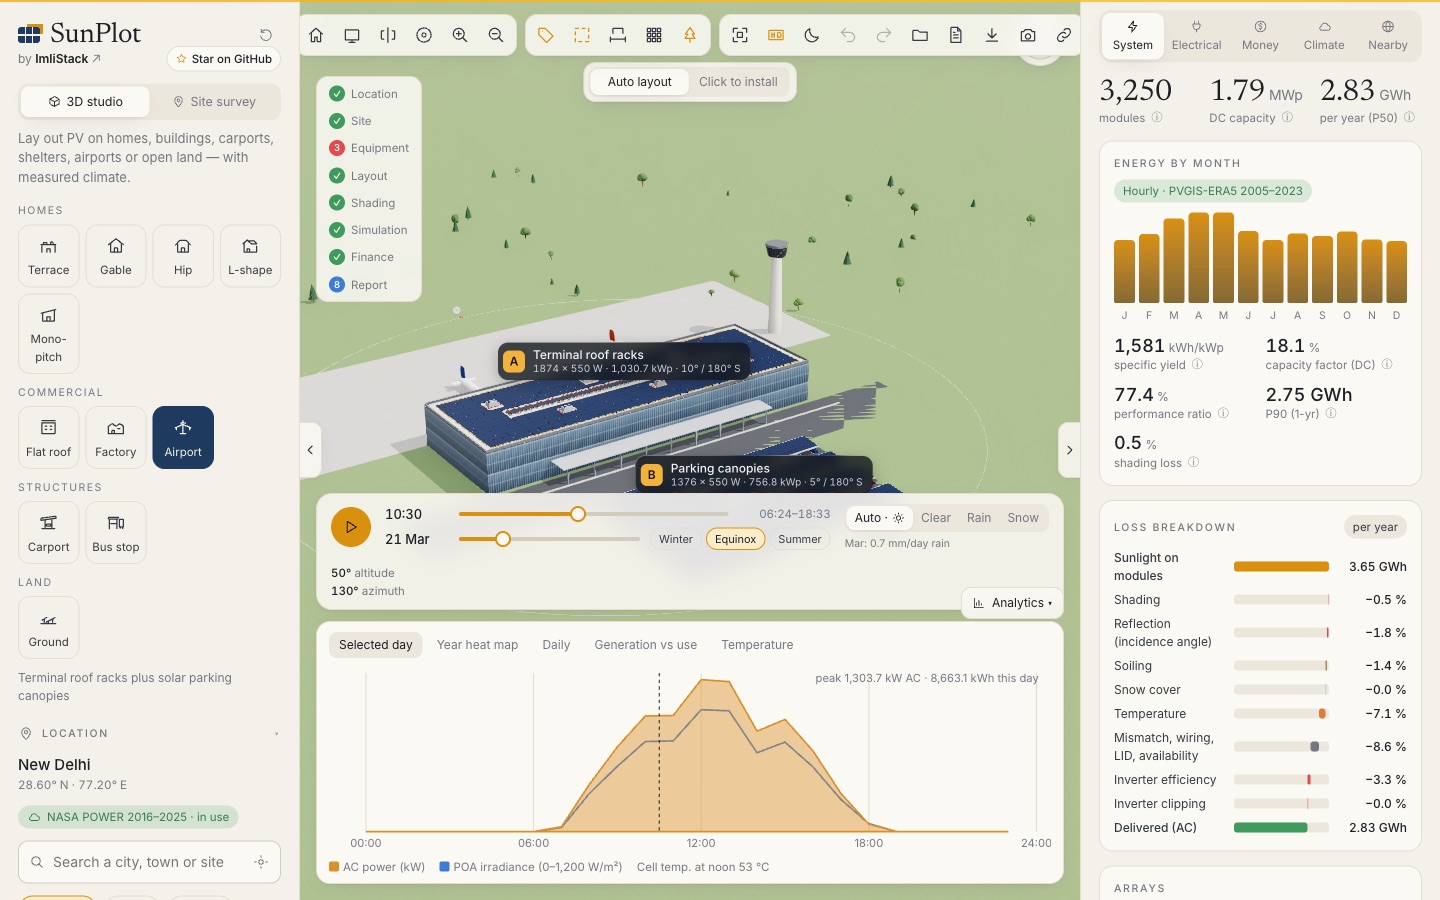 SunPlot
by ImliStack ↗
Star on GitHub
3D studio
Site survey
Lay out PV on homes, buildings, carports,
shelters, airports or open land — with
measured climate.
HOMES
Terrace
Gable
Hip
L-shape
Mono-
pitch
COMMERCIAL
Flat roof
Factory
Airport
STRUCTURES
Carport
Bus stop
LAND
Ground
Terminal roof racks plus solar parking
canopies
LOCATION
New Delhi
28.60° N · 77.20° E
NASA POWER 2016–2025 · in use
Search a city, town or site
HD
Auto layout
Click to install
Location
Site
3 Equipment
Layout
Shading
Simulation
Finance
8 Report
A Terminal roof racks
1874 × 550 W · 1,030.7 kWp · 10° / 180° S
B Parking canopies
1376 × 550 W · 756.8 kWp · 5° / 180° S
10:30
06:24–18:33
21 Mar
Winter
Equinox
Summer
Auto ·
Clear
Rain
Snow
Mar: 0.7 mm/day rain
50° altitude
130° azimuth
Analytics
Selected day
Year heat map
Daily
Generation vs use
Temperature
peak 1,303.7 kW AC · 8,663.1 kWh this day
00:00
06:00
12:00
18:00
24:00
AC power (kW)
POA irradiance (0–1,200 W/m²)
Cell temp. at noon 53 °C
System
Electrical
Money
Climate
Nearby
3,250
modules
1.79 MWp
DC capacity
2.83 GWh
per year (P50)
ENERGY BY MONTH
Hourly · PVGIS-ERA5 2005–2023
J F M A M J J A S O N D
1,581 kWh/kWp
specific yield
18.1 %
capacity factor (DC)
77.4 %
performance ratio
2.75 GWh
P90 (1-yr)
0.5 %
shading loss
LOSS BREAKDOWN
per year
Sunlight on
modules
3.65 GWh
Shading
−0.5 %
Reflection
(incidence angle)
−1.8 %
Soiling
−1.4 %
Snow cover
−0.0 %
Temperature
−7.1 %
Mismatch, wiring,
LID, availability
−8.6 %
Inverter efficiency
−3.3 %
Inverter clipping
−0.0 %
Delivered (AC)
2.83 GWh
ARRAYS